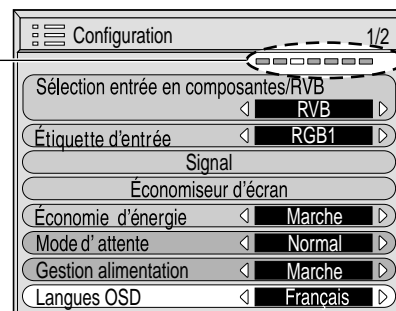 Configuration 1/2
Sélection entrée en composantes/RVB
RVB
Étiquette d'entrée RGB1
Signal
Économiseur d'écran
Économie d'énergie Marche
Mode d' attente Normal
Gestion alimentation Marche
Langues OSD Français